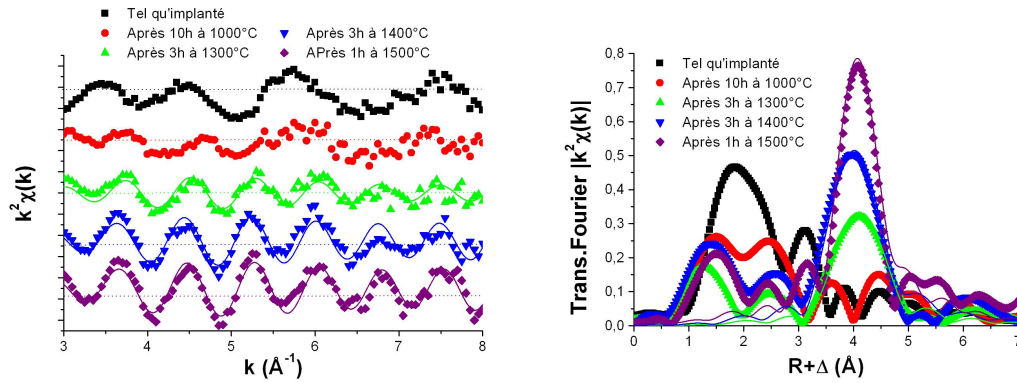 Tel qu'implanté
Après 10h à 1000°C
Après 3h à 1400°C
Après 3h à 1300°C
APrès 1h à 1500°C
k²χ(k)
3 4 5 6 7 8
k (Å⁻¹)
Tel qu'implanté
Après 10h à 1000°C
Après 3h à 1300°C
Après 3h à 1400°C
Après 1h à 1500°C
Trans.Fourier |k²χ(k)|
0,8
0,7
0,6
0,5
0,4
0,3
0,2
0,1
0,0
0 1 2 3 4 5 6 7
R+Δ (Å)